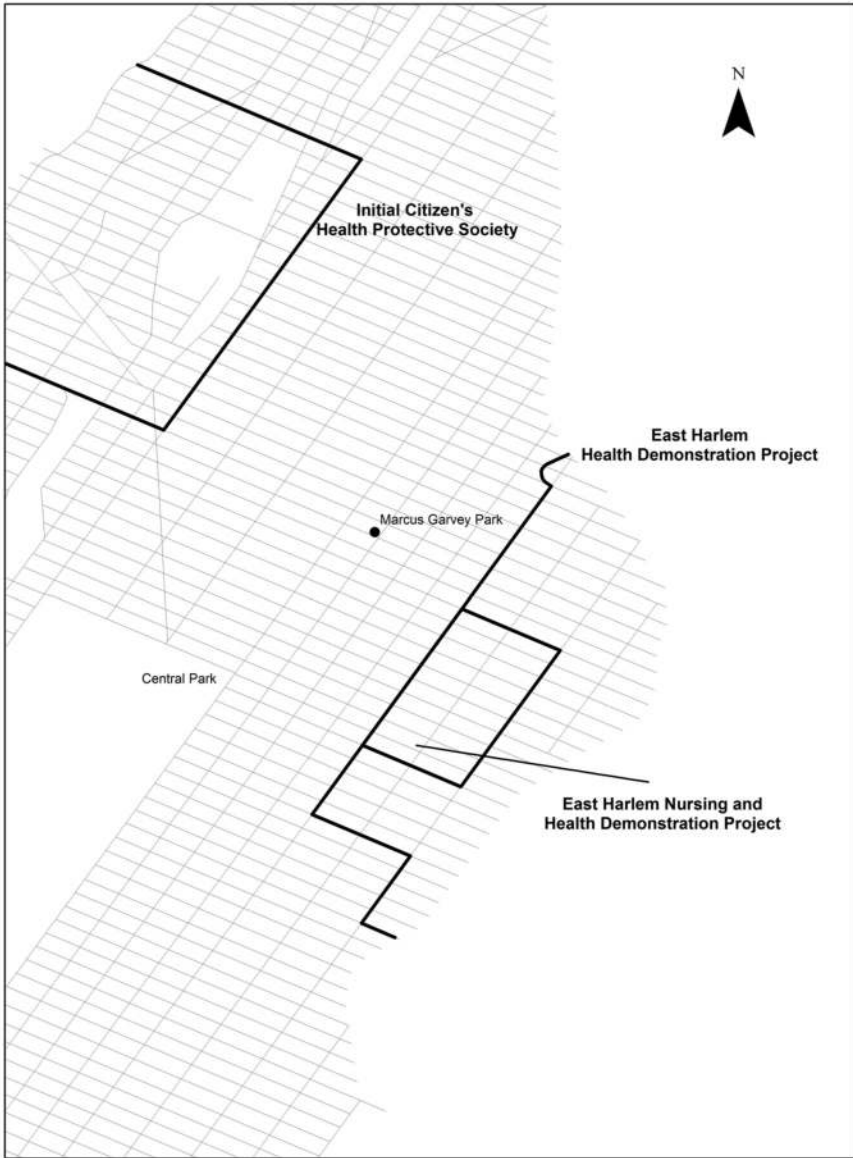 N
Initial Citizen's
Health Protective Society
East Harlem
Health Demonstration Project
Marcus Garvey Park
Central Park
East Harlem Nursing and
Health Demonstration Project